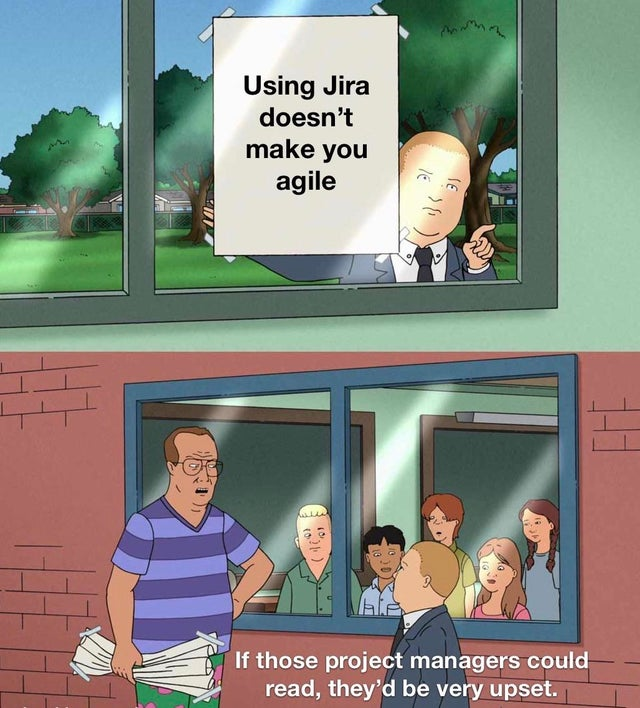 Using Jira
doesn’t
make you
agile
If those project managers could
read, they’d be very upset.